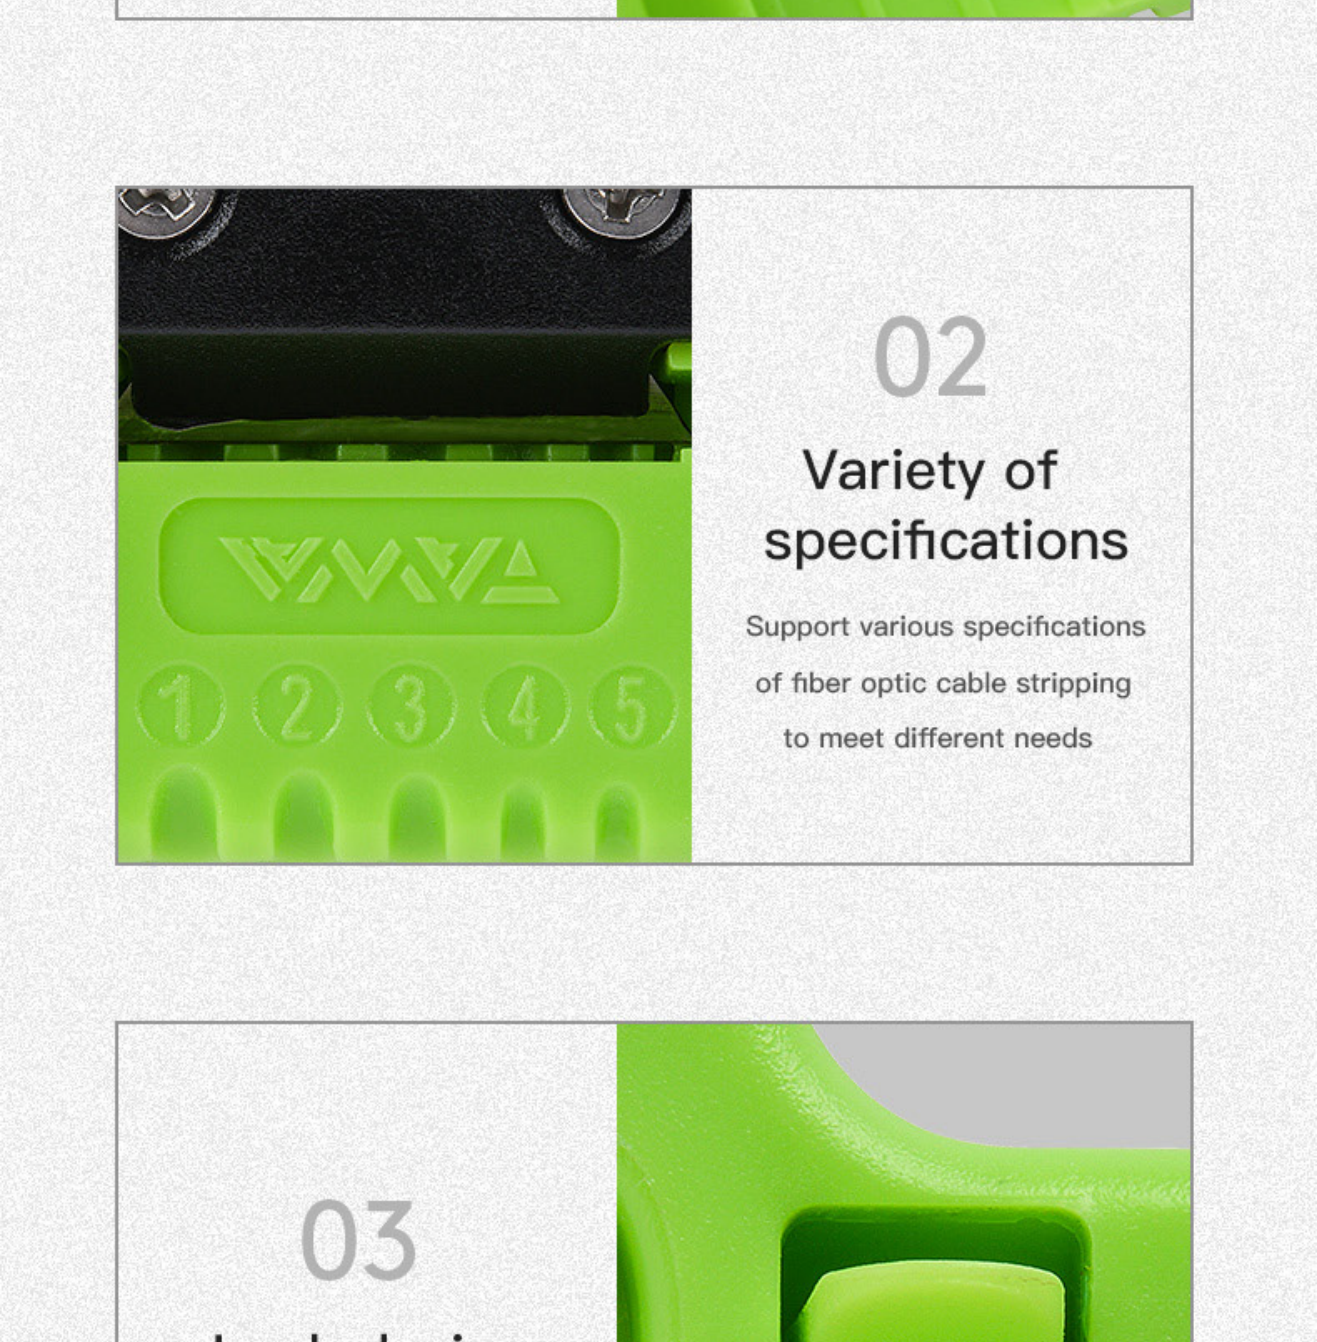 02
Variety of
specifications
Support various specifications
of fiber optic cable stripping
to meet different needs
1 2 3 4 5
03